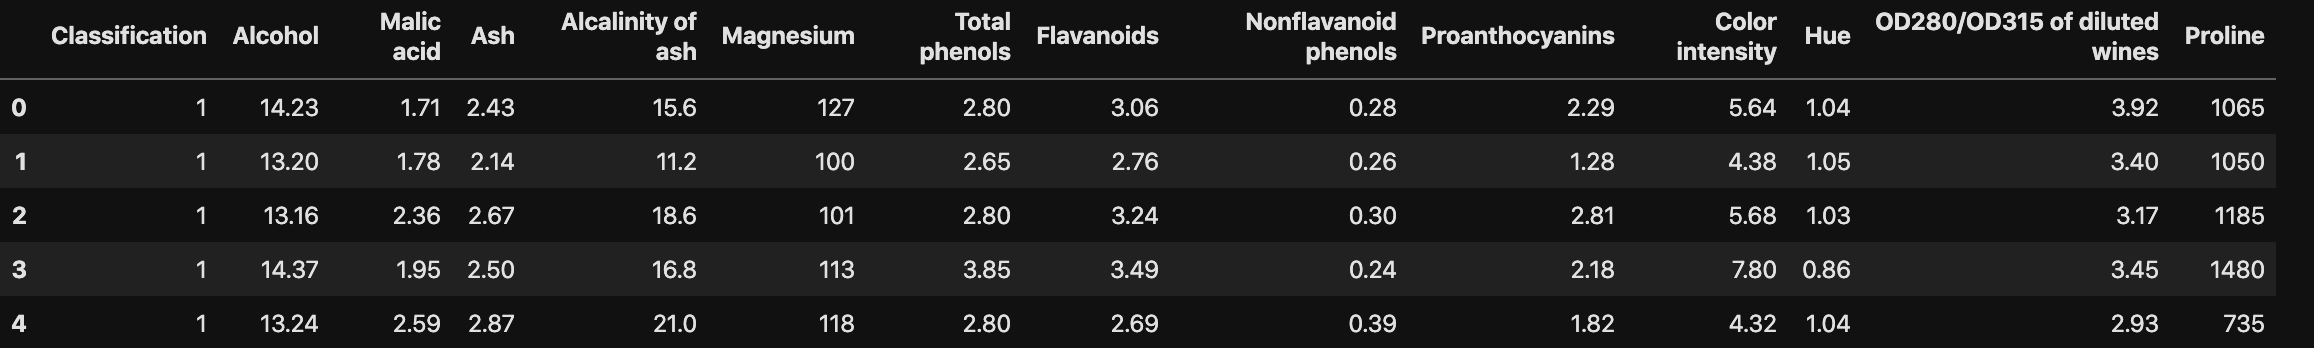 Classification Alcohol Malic acid Ash Alcalinity of ash Magnesium Total phenols Flavanoids Nonflavanoid phenols Proanthocyanins Color intensity Hue OD280/OD315 of diluted wines Proline
0 1 14.23 1.71 2.43 15.6 127 2.80 3.06 0.28 2.29 5.64 1.04 3.92 1065
1 1 13.20 1.78 2.14 11.2 100 2.65 2.76 0.26 1.28 4.38 1.05 3.40 1050
2 1 13.16 2.36 2.67 18.6 101 2.80 3.24 0.30 2.81 5.68 1.03 3.17 1185
3 1 14.37 1.95 2.50 16.8 113 3.85 3.49 0.24 2.18 7.80 0.86 3.45 1480
4 1 13.24 2.59 2.87 21.0 118 2.80 2.69 0.39 1.82 4.32 1.04 2.93 735